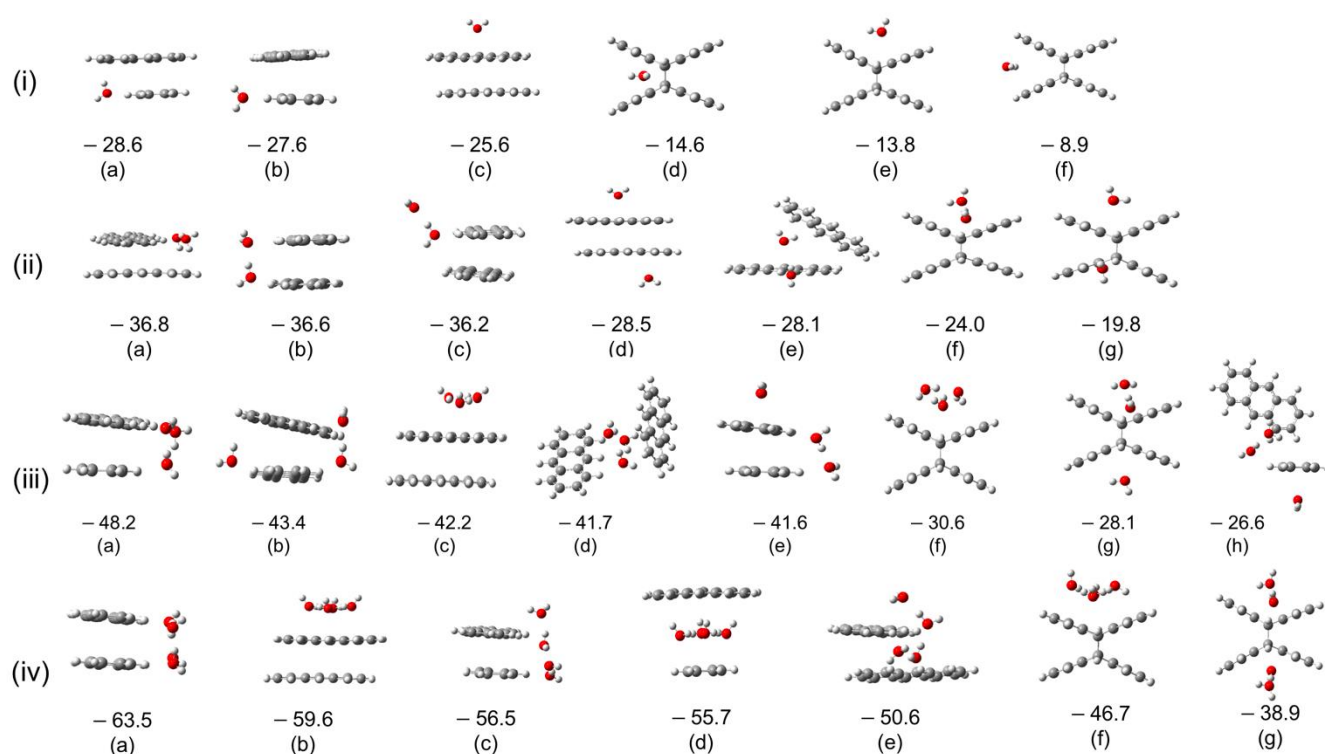 (i)
− 28.6 − 27.6 − 25.6 − 14.6 − 13.8 − 8.9
(a) (b) (c) (d) (e) (f)
(ii)
− 36.8 − 36.6 − 36.2 − 28.5 − 28.1 − 24.0 − 19.8
(a) (b) (c) (d) (e) (f) (g)
(iii)
− 48.2 − 43.4 − 42.2 − 41.7 − 41.6 − 30.6 − 28.1 − 26.6
(a) (b) (c) (d) (e) (f) (g) (h)
(iv)
− 63.5 − 59.6 − 56.5 − 55.7 − 50.6 − 46.7 −38.9
(a) (b) (c) (d) (e) (f) (g)